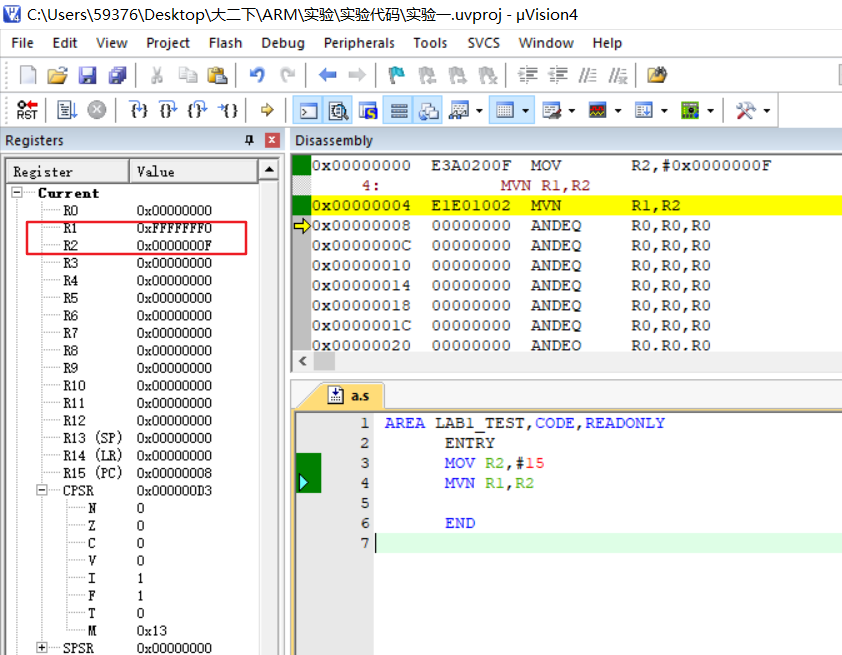 C:\Users\59376\Desktop\大二下\ARM\实验\实验代码\实验一.uvproj - µVision4
File Edit View Project Flash Debug Peripherals Tools SVCS Window Help
RST
Registers
Register Value
Current
R0 0x00000000
R1 0xFFFFFFF0
R2 0x0000000F
R3 0x00000000
R4 0x00000000
R5 0x00000000
R6 0x00000000
R7 0x00000000
R8 0x00000000
R9 0x00000000
R10 0x00000000
R11 0x00000000
R12 0x00000000
R13 (SP) 0x00000000
R14 (LR) 0x00000000
R15 (PC) 0x00000008
CPSR 0x000000D3
N 0
Z 0
C 0
V 0
I 1
F 1
T 0
M 0x13
SPSR 0x00000000
Disassembly
0x00000000 E3A0200F MOV R2,#0x0000000F
4: MVN R1,R2
0x00000004 E1E01002 MVN R1,R2
0x00000008 00000000 ANDEQ R0,R0,R0
0x0000000C 00000000 ANDEQ R0,R0,R0
0x00000010 00000000 ANDEQ R0,R0,R0
0x00000014 00000000 ANDEQ R0,R0,R0
0x00000018 00000000 ANDEQ R0,R0,R0
0x0000001C 00000000 ANDEQ R0,R0,R0
0x00000020 00000000 ANDEQ R0,R0,R0
a.s
1 AREA LAB1_TEST,CODE,READONLY
2 ENTRY
3 MOV R2,#15
4 MVN R1,R2
5
6 END
7